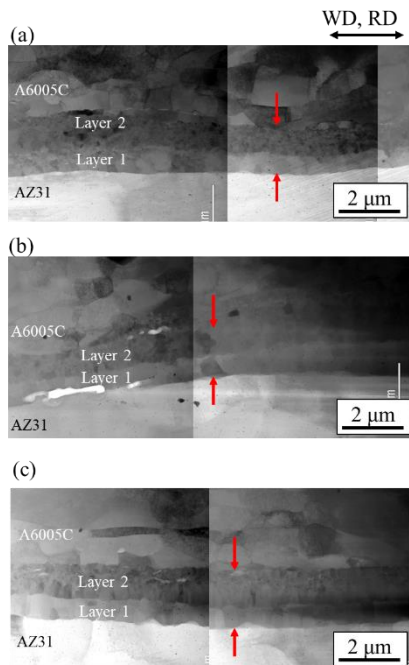 (a)
WD, RD
A6005C
Layer 2
Layer 1
AZ31
m
2 μm
(b)
A6005C
Layer 2
Layer 1
AZ31
m
2 μm
(c)
A6005C
Layer 2
Layer 1
AZ31
2 μm